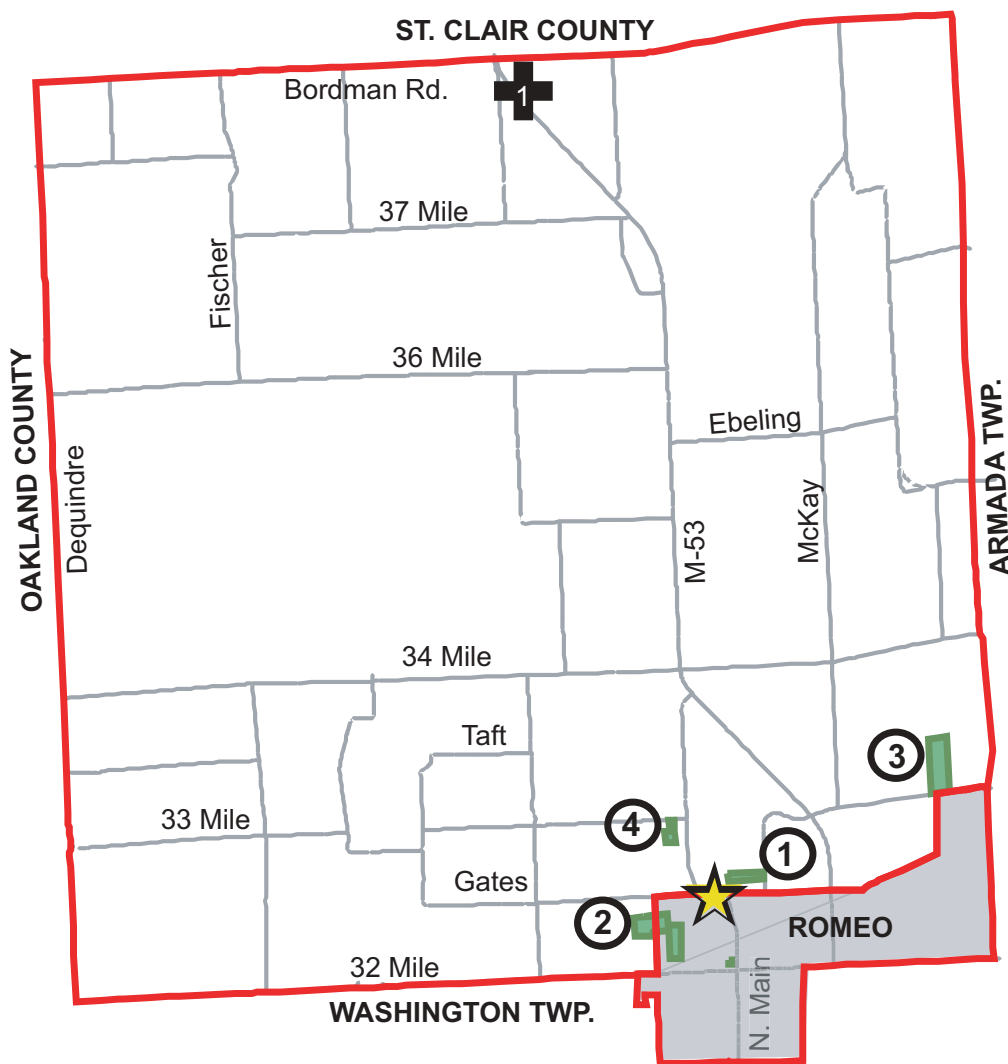 ST. CLAIR COUNTY
Bordman Rd.
1
37 Mile
Fischer
36 Mile
OAKLAND COUNTY
Dequindre
Ebeling
McKay
M-53
ARMADA TWP.
34 Mile
Taft
3
33 Mile
4
1
Gates
2
ROMEO
32 Mile
N. Main
WASHINGTON TWP.